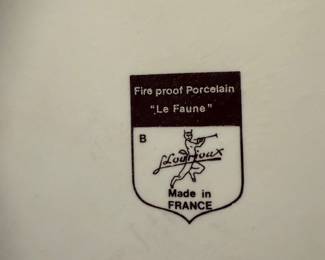 Fire proof Porcelain
"Le Faune"
B
L Lourioux
Made in
FRANCE